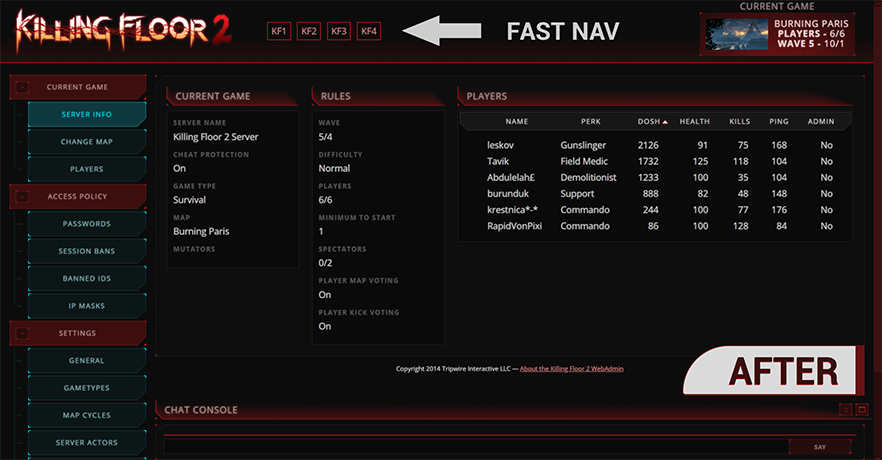 KILLING FLOOR 2
KF1 KF2 KF3 KF4
FAST NAV
CURRENT GAME
BURNING PARIS
PLAYERS - 6/6
WAVE 5 - 10/1
CURRENT GAME
SERVER INFO
CHANGE MAP
PLAYERS
ACCESS POLICY
PASSWORDS
SESSION BANS
BANNED IDS
IP MASKS
SETTINGS
GENERAL
GAMETYPES
MAP CYCLES
SERVER ACTORS
CURRENT GAME
SERVER NAME
Killing Floor 2 Server
CHEAT PROTECTION
On
GAME TYPE
Survival
MAP
Burning Paris
MUTATORS
RULES
WAVE
5/4
DIFFICULTY
Normal
PLAYERS
6/6
MINIMUM TO START
1
SPECTATORS
0/2
PLAYER MAP VOTING
On
PLAYER KICK VOTING
On
PLAYERS
NAME PERK DOSH HEALTH KILLS PING ADMIN
leskov Gunslinger 2126 91 75 168 No
Tavik Field Medic 1732 125 118 104 No
Abdulelah£ Demolitionist 1233 100 35 104 No
burunduk Support 888 82 48 148 No
krestnica*-* Commando 244 100 77 176 No
RapidVonPixi Commando 86 100 128 84 No
Copyright 2014 Tripwire Interactive LLC — About the Killing Floor 2 WebAdmin
AFTER
CHAT CONSOLE
SAY